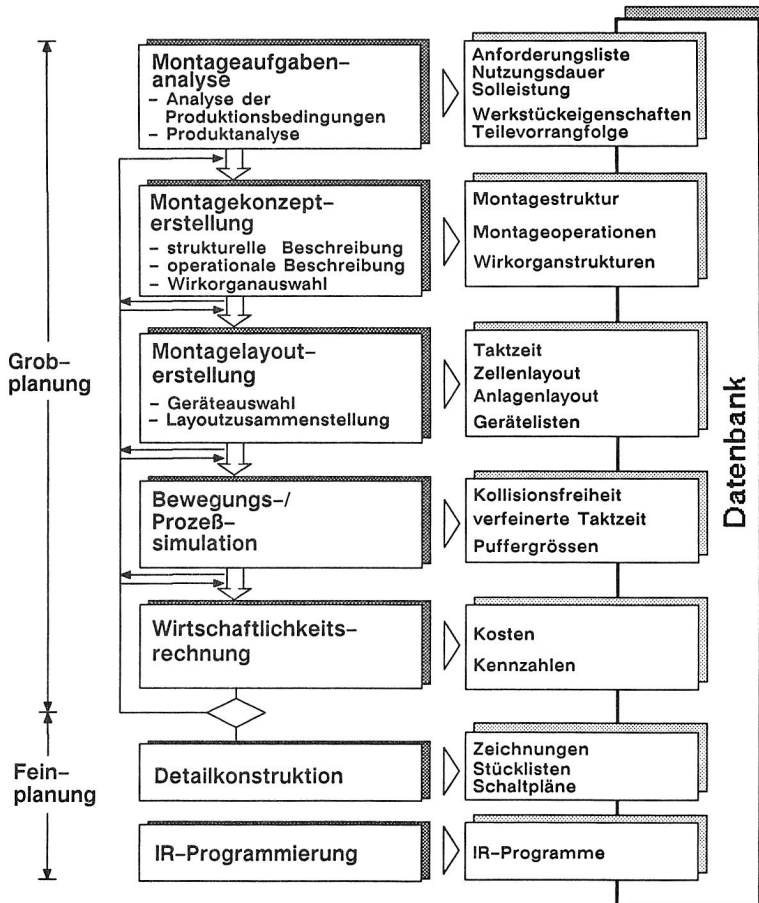 Montageaufgaben-
analyse
– Analyse der
Produktionsbedingungen
– Produktanalyse
Anforderungsliste
Nutzungsdauer
Solleistung
Werkstückeigenschaften
Teilevorrangfolge
Montagekonzept-
erstellung
– strukturelle Beschreibung
– operationale Beschreibung
– Wirkorganauswahl
Montagestruktur
Montageoperationen
Wirkorganstrukturen
Grob-
planung
Montagelayout-
erstellung
– Geräteauswahl
– Layoutzusammenstellung
Taktzeit
Zellenlayout
Anlagenlayout
Gerätelisten
Datenbank
Bewegungs-/
Prozeß-
simulation
Kollisionsfreiheit
verfeinerte Taktzeit
Puffergrössen
Wirtschaftlichkeits-
rechnung
Kosten
Kennzahlen
Fein-
planung
Detailkonstruktion
Zeichnungen
Stücklisten
Schaltpläne
IR-Programmierung
IR-Programme